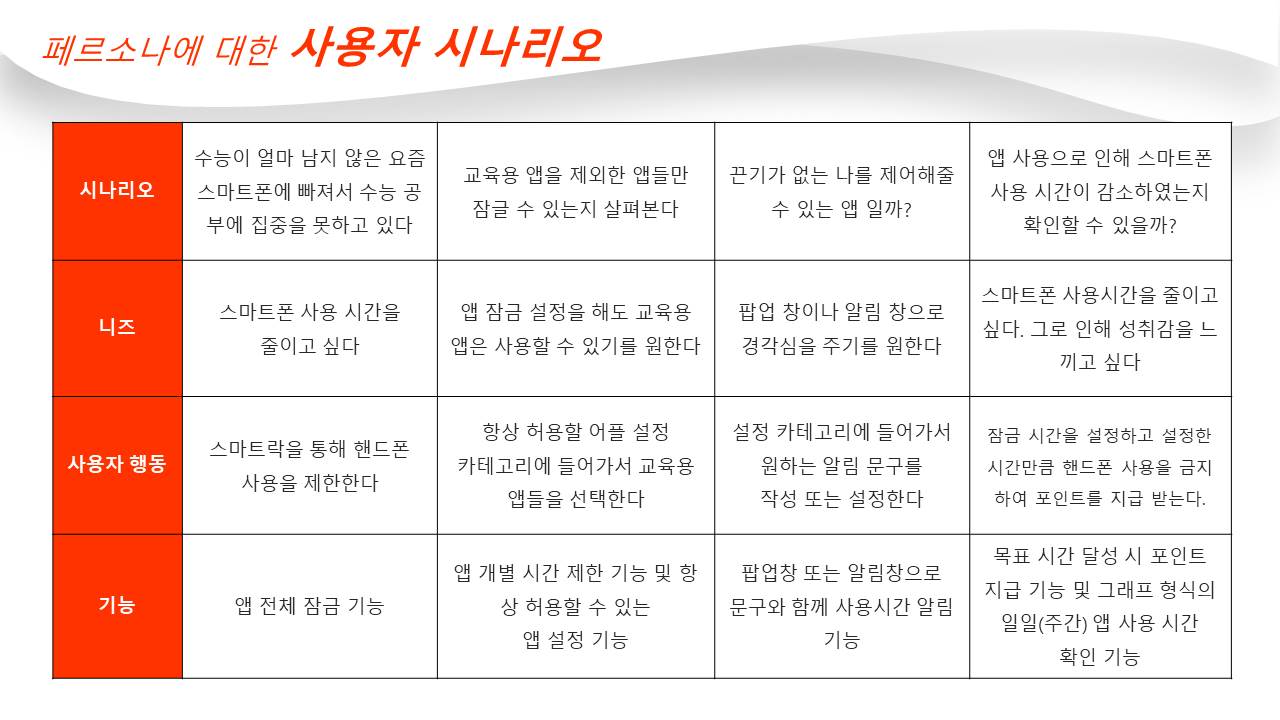 페르소나에 대한 사용자 시나리오
시나리오
수능이 얼마 남지 않은 요즘
스마트폰에 빠져서 수능 공
부에 집중을 못하고 있다
교육용 앱을 제외한 앱들만
잠글 수 있는지 살펴본다
끈기가 없는 나를 제어해줄
수 있는 앱 일까?
앱 사용으로 인해 스마트폰
사용 시간이 감소하였는지
확인할 수 있을까?
니즈
스마트폰 사용 시간을
줄이고 싶다
앱 잠금 설정을 해도 교육용
앱은 사용할 수 있기를 원한다
팝업 창이나 알림 창으로
경각심을 주기를 원한다
스마트폰 사용시간을 줄이고
싶다. 그로 인해 성취감을 느
끼고 싶다
사용자 행동
스마트락을 통해 핸드폰
사용을 제한한다
항상 허용할 어플 설정
카테고리에 들어가서 교육용
앱들을 선택한다
설정 카테고리에 들어가서
원하는 알림 문구를
작성 또는 설정한다
잠금 시간을 설정하고 설정한
시간만큼 핸드폰 사용을 금지
하여 포인트를 지급 받는다.
기능
앱 전체 잠금 기능
앱 개별 시간 제한 기능 및 항
상 허용할 수 있는
앱 설정 기능
팝업창 또는 알림창으로
문구와 함께 사용시간 알림
기능
목표 시간 달성 시 포인트
지급 기능 및 그래프 형식의
일일(주간) 앱 사용 시간
확인 기능